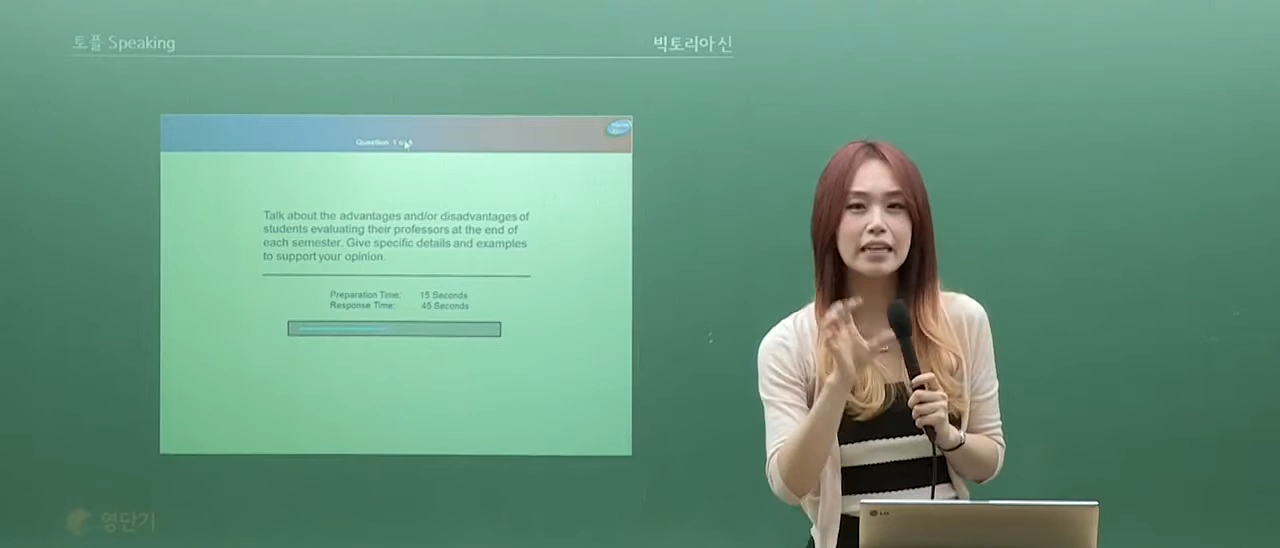 토플 Speaking
빅토리아 신
Question 1 of
Talk about the advantages and/or disadvantages of
students evaluating their professors at the end of
each semester. Give specific details and examples
to support your opinion.
Preparation Time: 15 Seconds
Response Time: 45 Seconds
영단기
LG